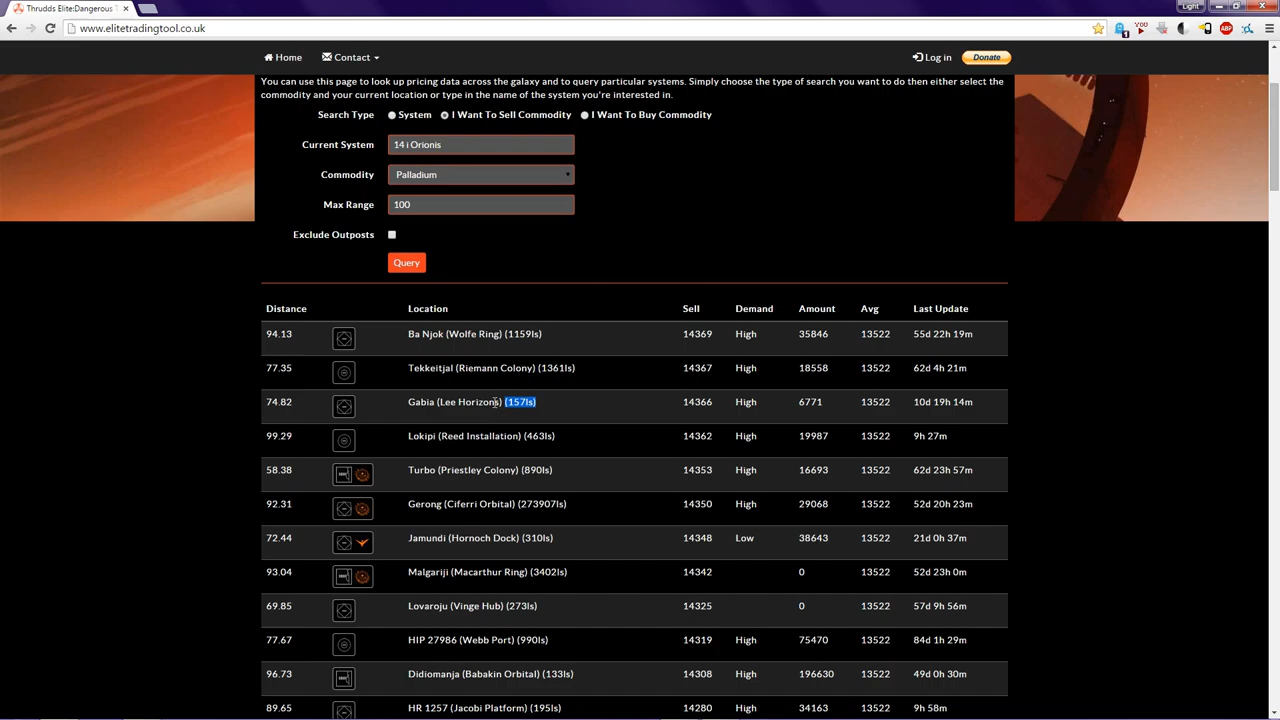 Thrudds Elite:Dangerous T
Light
www.elitetradingtool.co.uk
Home
Contact
Log in
Donate
You can use this page to look up pricing data across the galaxy and to query particular systems. Simply choose the type of search you want to do then either select the
commodity and your current location or type in the name of the system you're interested in.
Search Type System I Want To Sell Commodity I Want To Buy Commodity
Current System 14 i Orionis
Commodity Palladium
Max Range 100
Exclude Outposts
Query
Distance Location Sell Demand Amount Avg Last Update
94.13 Ba Njok (Wolfe Ring) (1159ls) 14369 High 35846 13522 55d 22h 19m
77.35 Tekkeitjal (Riemann Colony) (1361ls) 14367 High 18558 13522 62d 4h 21m
74.82 Gabia (Lee Horizons) (157ls) 14366 High 6771 13522 10d 19h 14m
99.29 Lokipi (Reed Installation) (463ls) 14362 High 19987 13522 9h 27m
58.38 Turbo (Priestley Colony) (890ls) 14353 High 16693 13522 62d 23h 57m
92.31 Gerong (Ciferri Orbital) (273907ls) 14350 High 29068 13522 52d 20h 23m
72.44 Jamundi (Hornoch Dock) (310ls) 14348 Low 38643 13522 21d 0h 37m
93.04 Malgariji (Macarthur Ring) (3402ls) 14342 0 13522 52d 23h 0m
69.85 Lovaroju (Vinge Hub) (273ls) 14325 0 13522 57d 9h 56m
77.67 HIP 27986 (Webb Port) (990ls) 14319 High 75470 13522 84d 1h 29m
96.73 Didiomanja (Babakin Orbital) (133ls) 14308 High 196630 13522 49d 0h 30m
89.65 HR 1257 (Jacobi Platform) (195ls) 14280 High 34163 13522 9h 58m